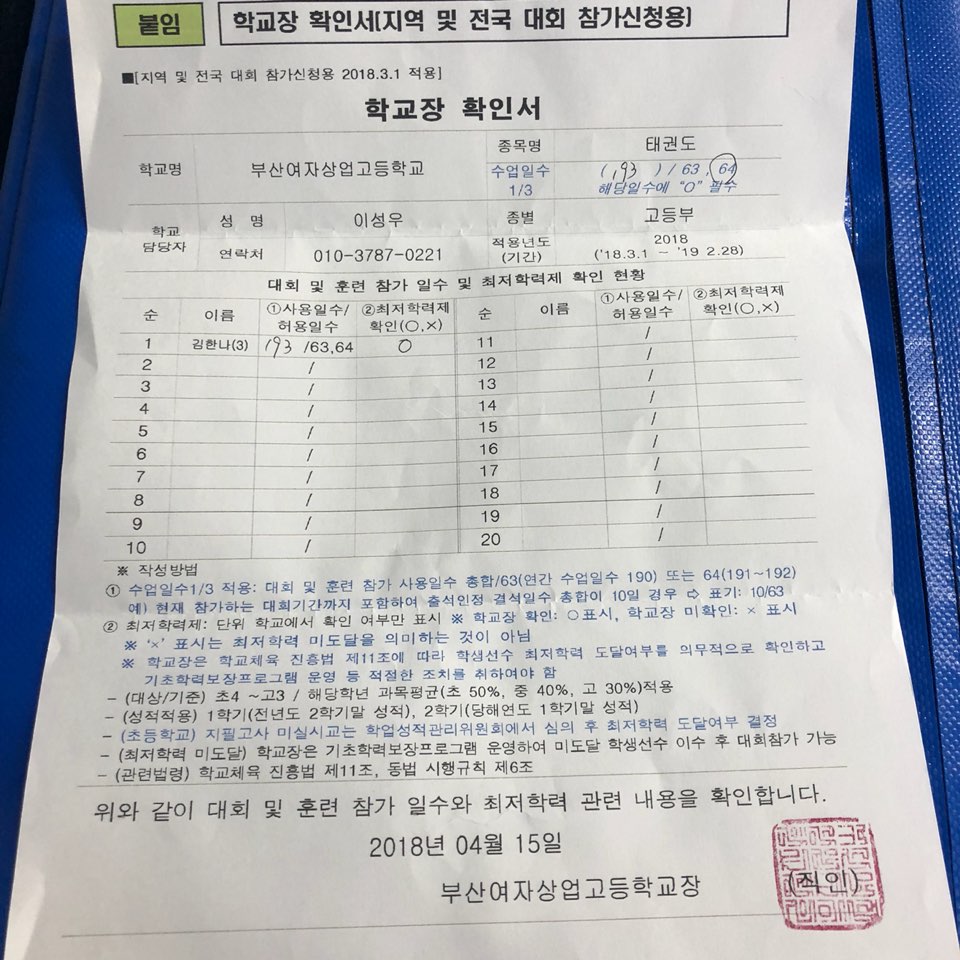 붙임 학교장 확인서(지역 및 전국 대회 참가신청용)
■[지역 및 전국 대회 참가신청용 2018.3.1 적용]
학교장 확인서
학교명 부산여자상업고등학교 종목명 태권도
수업일수 1/3 (193) / 63, 64
해당일수에 "O" 필수
학교 담당자 성 명 이성우 종별 고등부
연락처 010-3787-0221 적용년도 (기간) 2018 ('18.3.1 ~ '19 2.28)
대회 및 훈련 참가 일수 및 최저학력제 확인 현황
순 이름 ①사용일수/허용일수 ②최저학력제 확인(○,×) 순 이름 ①사용일수/허용일수 ②최저학력제 확인(○,×)
1 김한나(3) 193 /63,64 O 11 /
2 / 12 /
3 / 13 /
4 / 14 /
5 / 15 /
6 / 16 /
7 / 17 /
8 / 18 /
9 / 19 /
10 / 20 /
※ 작성방법
① 수업일수1/3 적용: 대회 및 훈련 참가 사용일수 총합/63(연간 수업일수 190) 또는 64(191~192)
예) 현재 참가하는 대회기간까지 포함하여 출석인정 결석일수 총합이 10일 경우 ⇨ 표기: 10/63
② 최저학력제: 단위 학교에서 확인 여부만 표시 ※ 학교장 확인: ○표시, 학교장 미확인: × 표시
※ '×' 표시는 최저학력 미도달을 의미하는 것이 아님
※ 학교장은 학교체육 진흥법 제11조에 따라 학생선수 최저학력 도달여부를 의무적으로 확인하고
기초학력보장프로그램 운영 등 적절한 조치를 취하여야 함
- (대상/기준) 초4 ~고3 / 해당학년 과목평균(초 50%, 중 40%, 고 30%)적용
- (성적적용) 1학기(전년도 2학기말 성적), 2학기(당해연도 1학기말 성적)
- (초등학교) 지필고사 미실시교는 학업성적관리위원회에서 심의 후 최저학력 도달여부 결정
- (최저학력 미도달) 학교장은 기초학력보장프로그램 운영하여 미도달 학생선수 이수 후 대회참가 가능
- (관련법령) 학교체육 진흥법 제11조, 동법 시행규칙 제6조
위와 같이 대회 및 훈련 참가 일수와 최저학력 관련 내용을 확인합니다.
2018년 04월 15일
부산여자상업고등학교장 (직인)